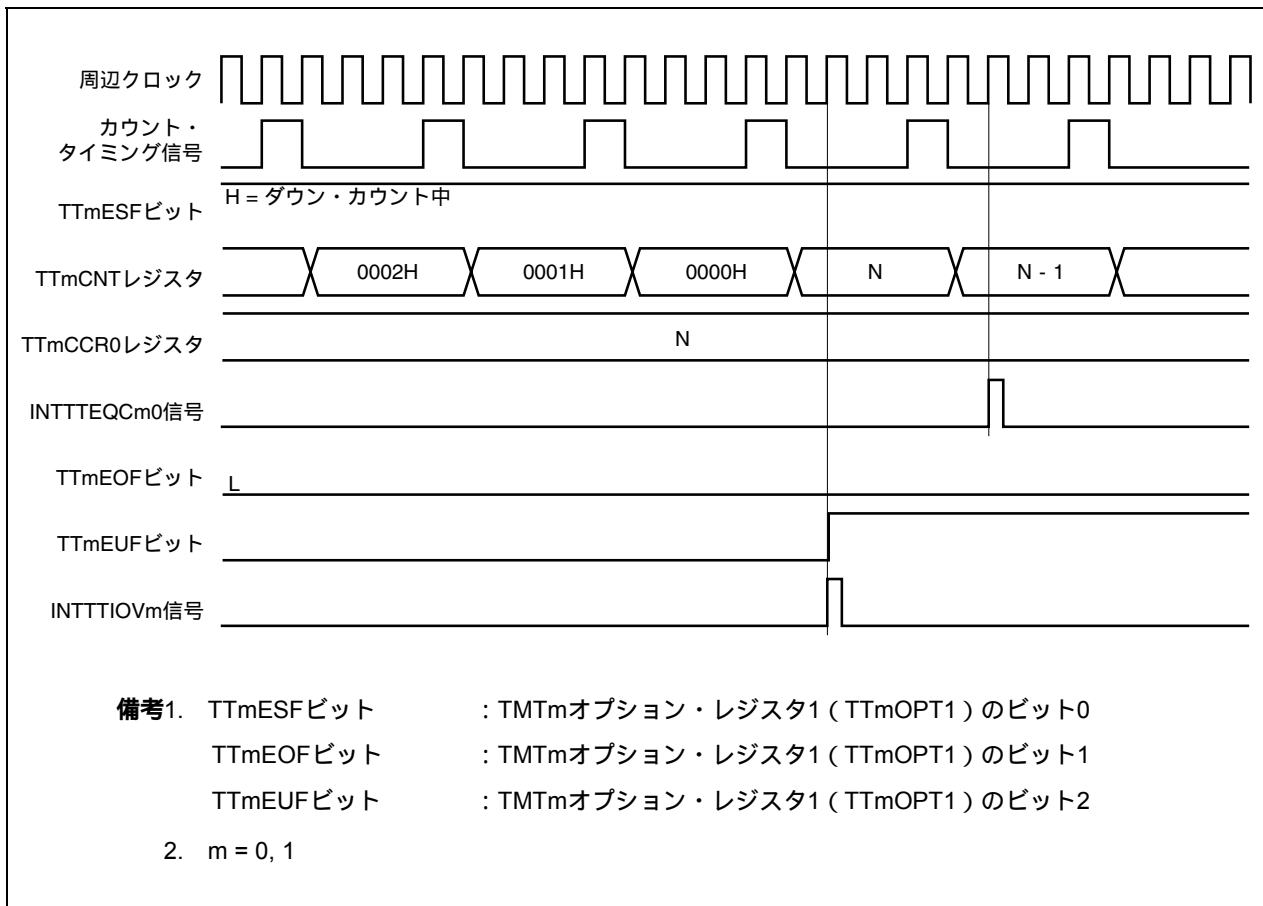 周辺クロック
カウント・
タイミング信号
H = ダウン・カウント中
TTmESFビット
TTmCNTレジスタ 0002H 0001H 0000H N N - 1
TTmCCR0レジスタ N
INTTTEQCm0信号
TTmEOFビット L
TTmEUFビット
INTTTIOVm信号
備考1. TTmESFビット :TMTmオプション・レジスタ1(TTmOPT1)のビット0
TTmEOFビット :TMTmオプション・レジスタ1(TTmOPT1)のビット1
TTmEUFビット :TMTmオプション・レジスタ1(TTmOPT1)のビット2
2. m = 0, 1